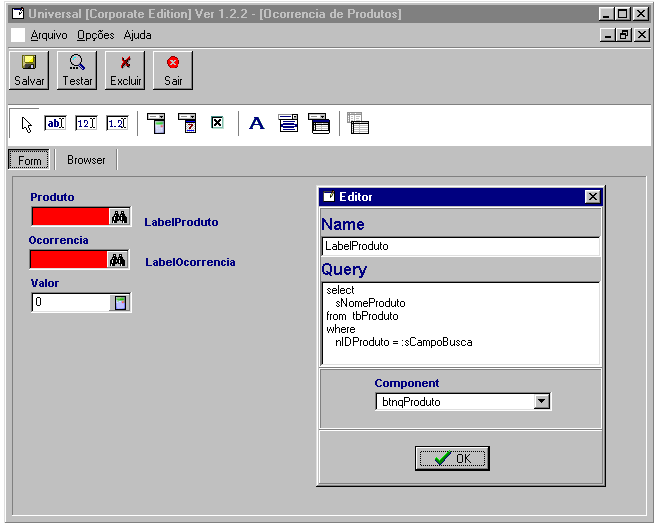 Universal [Corporate Edition] Ver 1.2.2 - [Ocorrencia de Produtos]
Arquivo Opções Ajuda
Salvar Testar Excluir Sair
ab 12 1.2 ? A
Form Browser
Produto
LabelProduto
Ocorrencia
LabelOcorrencia
Valor
0
Editor
Name
LabelProduto
Query
select
sNomeProduto
from tbProduto
where
nIDProduto = :sCampoBusca
Component
btnqProduto
OK